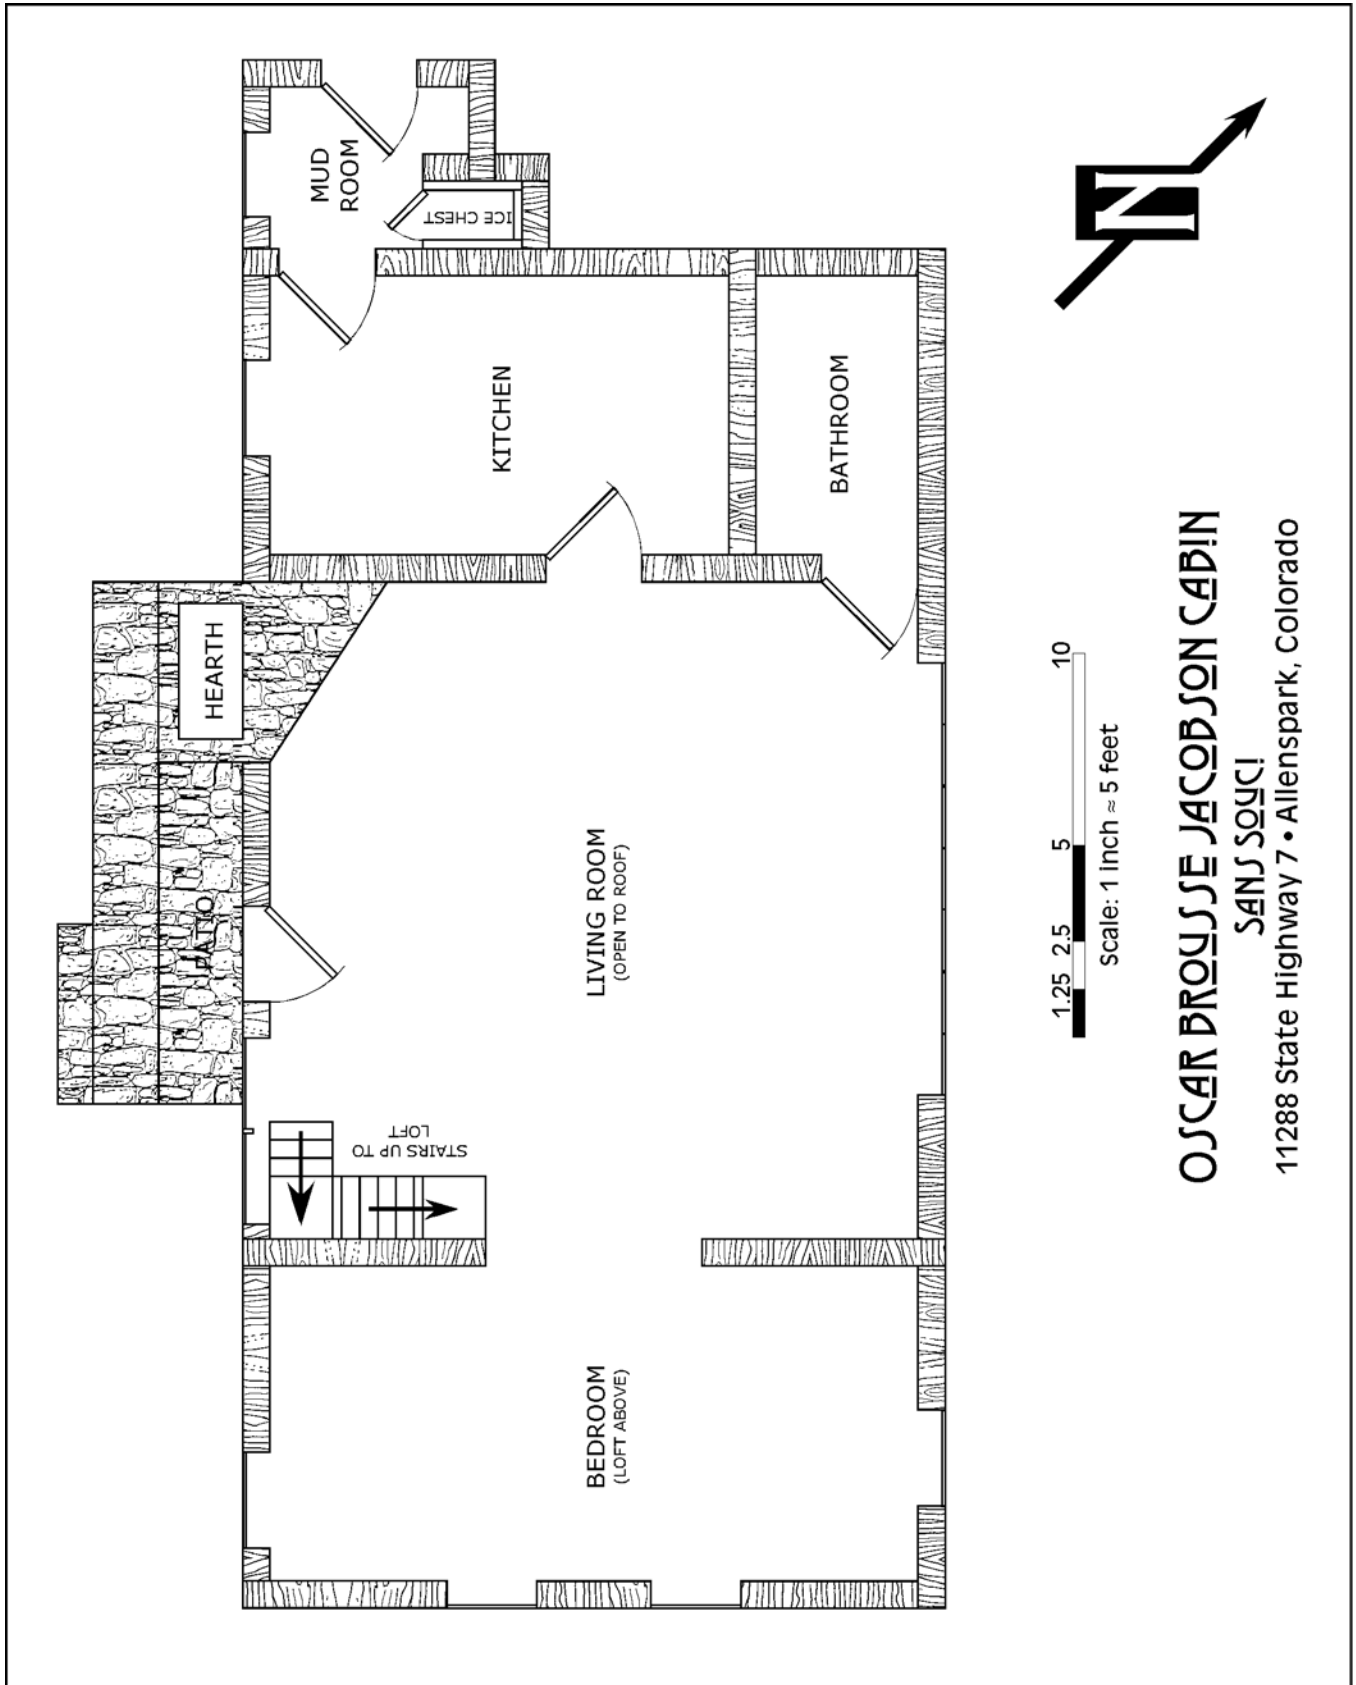 MUD
ROOM
ICE CHEST
KITCHEN
BATHROOM
HEARTH
PATIO
LIVING ROOM
(OPEN TO ROOF)
STAIRS UP TO
LOFT
BEDROOM
(LOFT ABOVE)
N
1.25 2.5 5 10
Scale: 1 inch ≈ 5 feet
OSCAR BROUSSE JACOBSON CABIN
SANS SOUCI
11288 State Highway 7 • Allenspark, Colorado